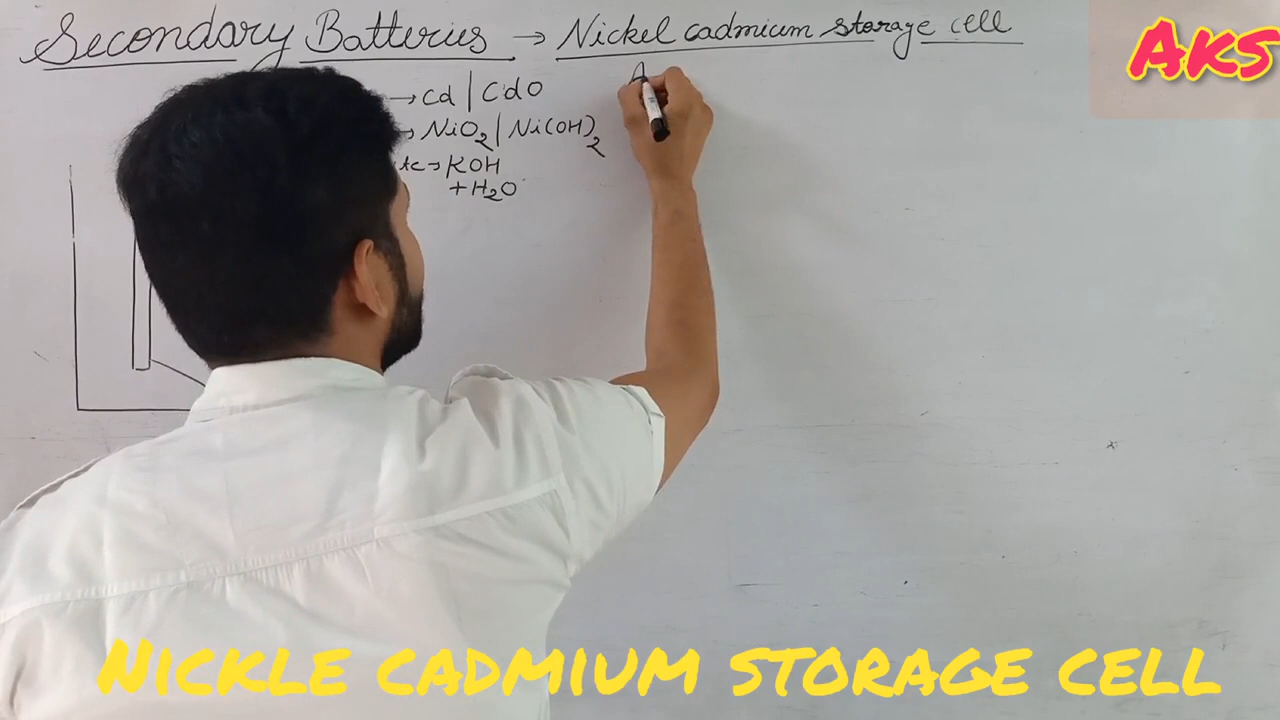 Secondary Batteries → Nickel cadmium storage cell
AKS
→ Cd | CdO
→ NiO2 | Ni(OH)2
→ KOH
+ H2O
NICKLE CADMIUM STORAGE CELL